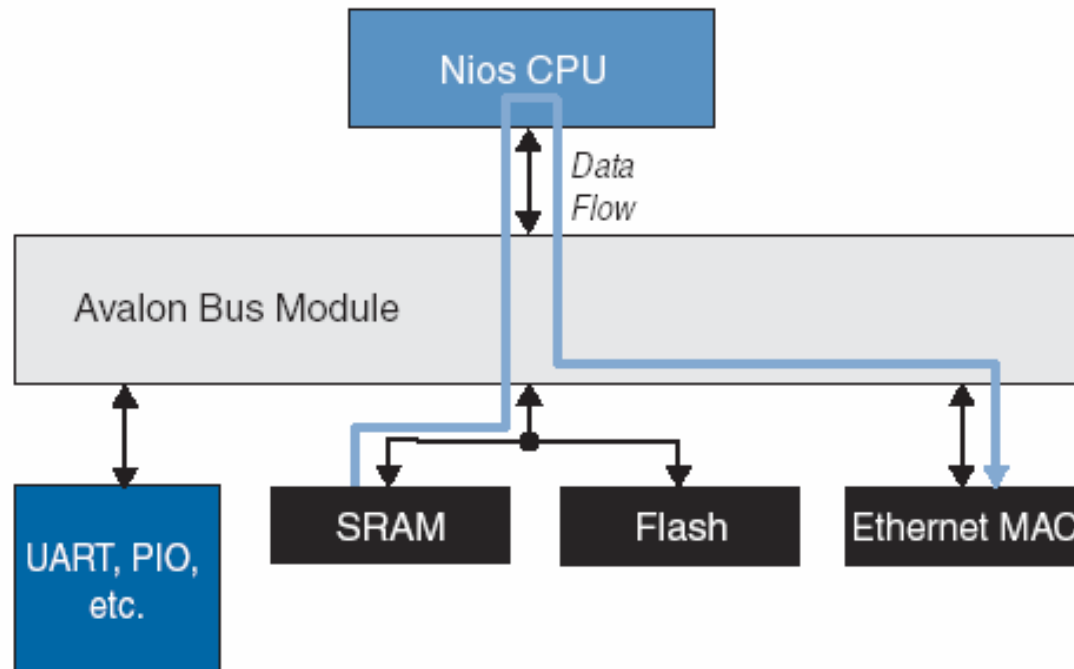 Nios CPU
Data
Flow
Avalon Bus Module
SRAM
Flash
Ethernet MAC
UART, PIO,
etc.